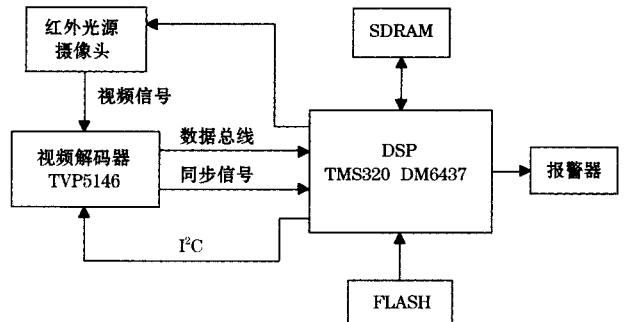 红外光源
摄像头
SDRAM
视频信号
数据总线
视频解码器
TVP5146
同步信号
DSP
TMS320 DM6437
报警器
I²C
FLASH